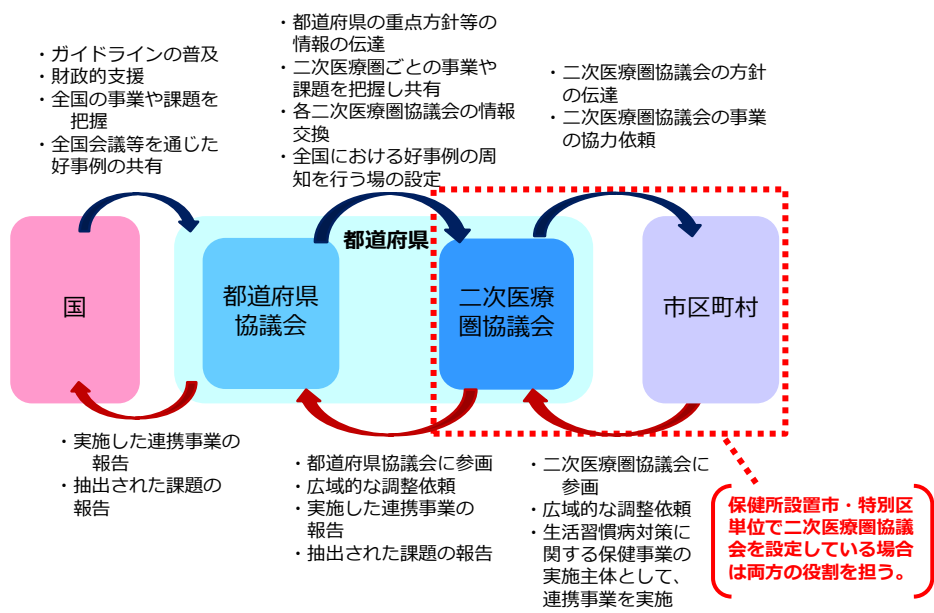 ・ガイドラインの普及
・財政的支援
・全国の事業や課題を
把握
・全国会議等を通じた
好事例の共有
・都道府県の重点方針等の
情報の伝達
・二次医療圏ごとの事業や
課題を把握し共有
・各二次医療圏協議会の情報
交換
・全国における好事例の周
知を行う場の設定
・二次医療圏協議会の方針
の伝達
・二次医療圏協議会の事業
の協力依頼
都道府県
国
都道府県
協議会
二次医療
圏協議会
市区町村
・実施した連携事業の
報告
・抽出された課題の
報告
・都道府県協議会に参画
・広域的な調整依頼
・実施した連携事業の
報告
・抽出された課題の報告
・二次医療圏協議会に
参画
・広域的な調整依頼
・生活習慣病対策に
関する保健事業の
実施主体として、
連携事業を実施
保健所設置市・特別区
単位で二次医療圏協議
会を設定している場合
は両方の役割を担う。